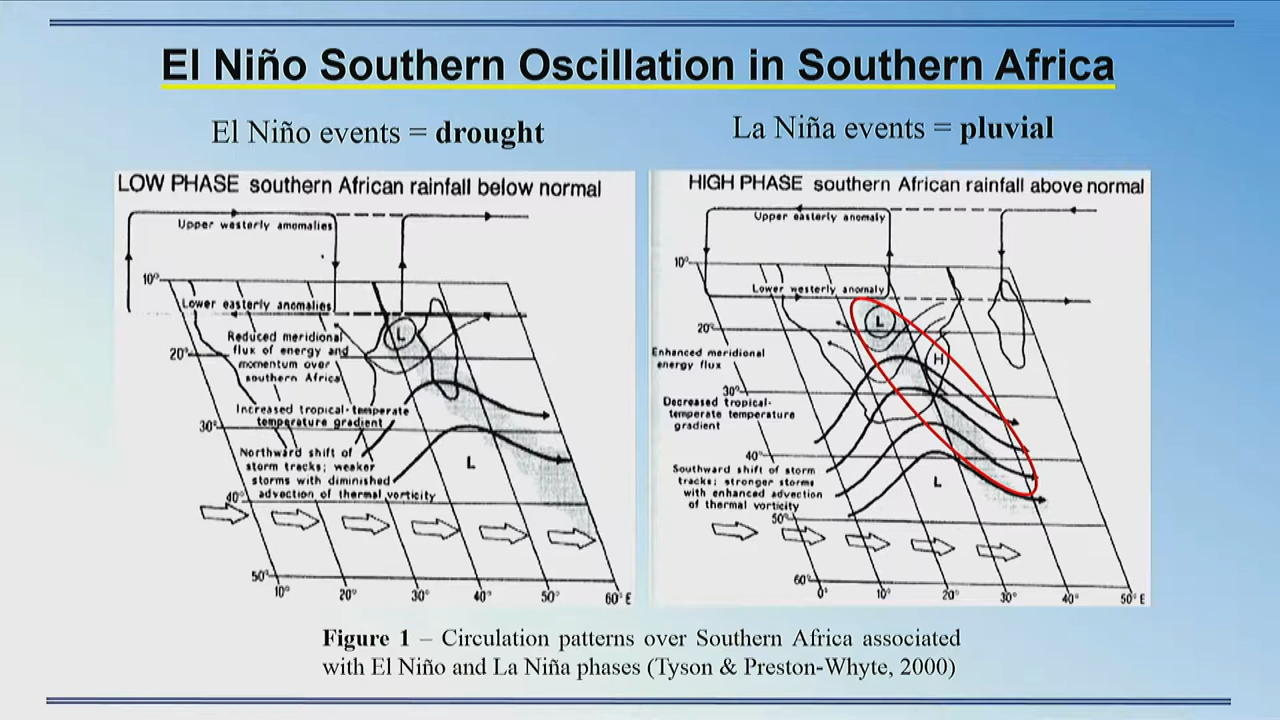 El Niño Southern Oscillation in Southern Africa
El Niño events = drought
La Niña events = pluvial
LOW PHASE southern African rainfall below normal
Upper westerly amomalies
10°
Lower easterly anomalies
L
Reduced meridional
flux of energy and
momentum over
southern Africa
20°
Increased tropical-temperate
temperature gradient
30°
Northward shift of
storm tracks; weaker
storms with diminished
advection of thermal vorticity
L
40°
50°
10° 20° 30° 40° 50° 60° E
HIGH PHASE southern African rainfall above normal
Upper easterly anomaly
10°
Lower westerly anomaly
L
20°
Enhanced meridional
energy flux
H
30°
Decreased tropical-
temperate temperature
gradient
40°
Southward shift of storm
tracks; stronger storms
with enhanced advection
of thermal vorticity
L
50°
60°
0° 10° 20° 30° 40° 50° E
Figure 1 – Circulation patterns over Southern Africa associated
with El Niño and La Niña phases (Tyson & Preston-Whyte, 2000)